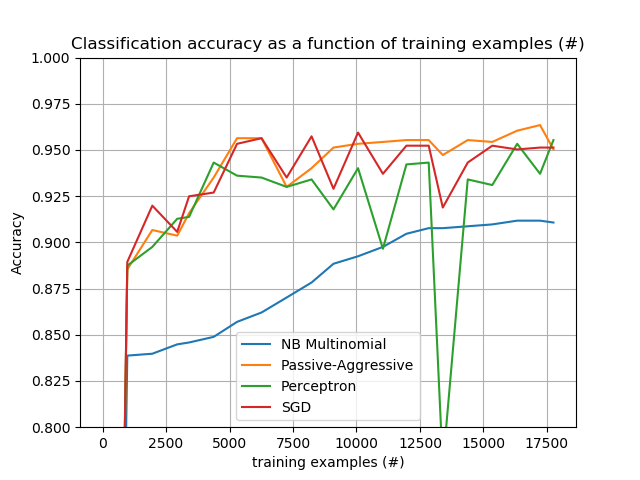 Classification accuracy as a function of training examples (#)
1.000
0.975
0.950
0.925
0.900
0.875
0.850
0.825
0.800
Accuracy
NB Multinomial
Passive-Aggressive
Perceptron
SGD
0 2500 5000 7500 10000 12500 15000 17500
training examples (#)